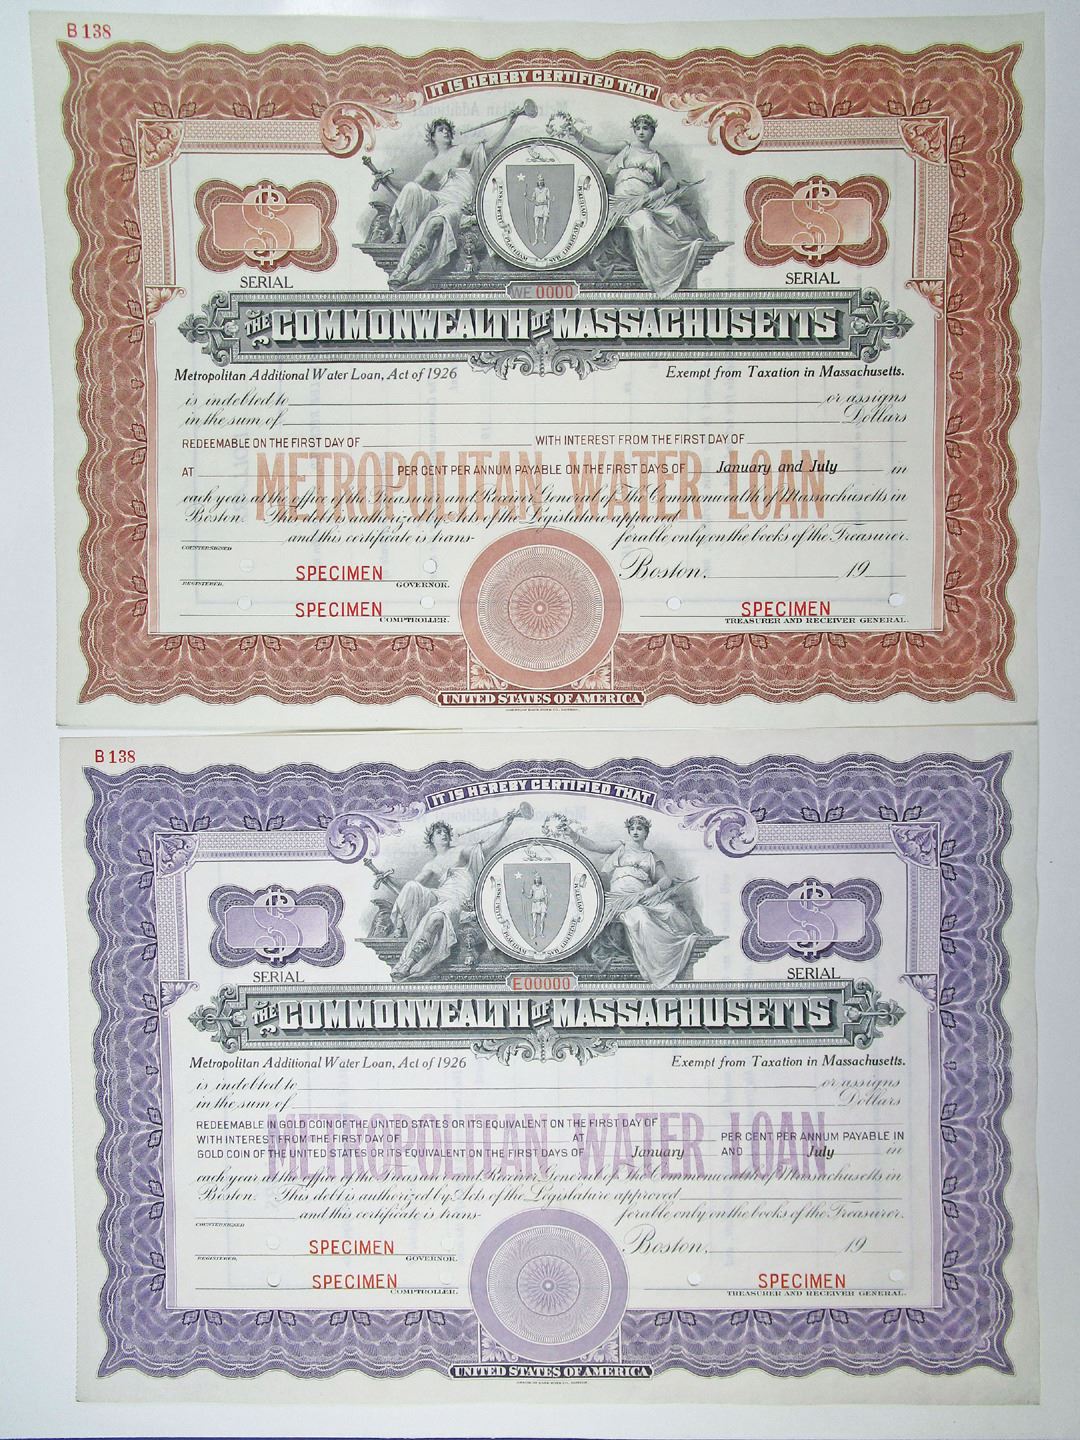 B 138
IT IS HEREBY CERTIFIED THAT
ENSE PETIT PLACIDAM SUB LIBERTATE QUIETEM
$ $
SERIAL SERIAL
WE 0000
THE COMMONWEALTH OF MASSACHUSETTS
Metropolitan Additional Water Loan, Act of 1926 Exempt from Taxation in Massachusetts.
is indebted to or assigns
in the sum of Dollars
REDEEMABLE ON THE FIRST DAY OF WITH INTEREST FROM THE FIRST DAY OF
AT PER CENT PER ANNUM PAYABLE ON THE FIRST DAYS OF January and July in
METROPOLITAN WATER LOAN
each year at the office of the Treasurer and Receiver General of The Commonwealth of Massachusetts in
Boston. This debt is authorized by Acts of the Legislature approved
and this certificate is trans- ferable only on the books of the Treasurer.
COUNTERSIGNED
Boston, 19
SPECIMEN
REGISTERED, GOVERNOR.
SPECIMEN SPECIMEN
COMPTROLLER. TREASURER AND RECEIVER GENERAL.
UNITED STATES OF AMERICA
B 138
IT IS HEREBY CERTIFIED THAT
ENSE PETIT PLACIDAM SUB LIBERTATE QUIETEM
$ $
SERIAL SERIAL
E00000
THE COMMONWEALTH OF MASSACHUSETTS
Metropolitan Additional Water Loan, Act of 1926 Exempt from Taxation in Massachusetts.
is indebted to or assigns
in the sum of Dollars
REDEEMABLE IN GOLD COIN OF THE UNITED STATES OR ITS EQUIVALENT ON THE FIRST DAY OF
WITH INTEREST FROM THE FIRST DAY OF AT PER CENT PER ANNUM PAYABLE IN
GOLD COIN OF THE UNITED STATES OR ITS EQUIVALENT ON THE FIRST DAYS OF January AND July in
METROPOLITAN WATER LOAN
each year at the office of the Treasurer and Receiver General of The Commonwealth of Massachusetts in
Boston. This debt is authorized by Acts of the Legislature approved
and this certificate is trans- ferable only on the books of the Treasurer.
COUNTERSIGNED
Boston, 19
SPECIMEN
REGISTERED, GOVERNOR.
SPECIMEN SPECIMEN
COMPTROLLER. TREASURER AND RECEIVER GENERAL.
UNITED STATES OF AMERICA